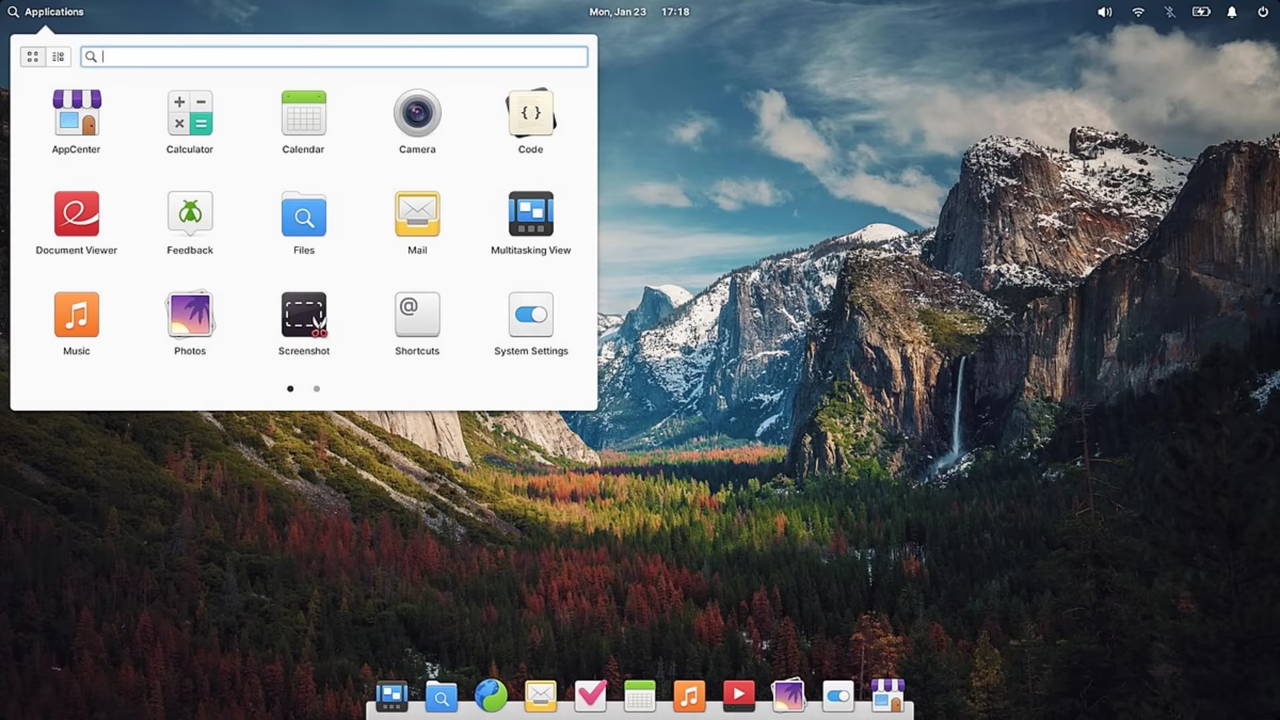 Applications
Mon, Jan 23 17:18
AppCenter
Calculator
Calendar
Camera
Code
Document Viewer
Feedback
Files
Mail
Multitasking View
Music
Photos
Screenshot
Shortcuts
System Settings